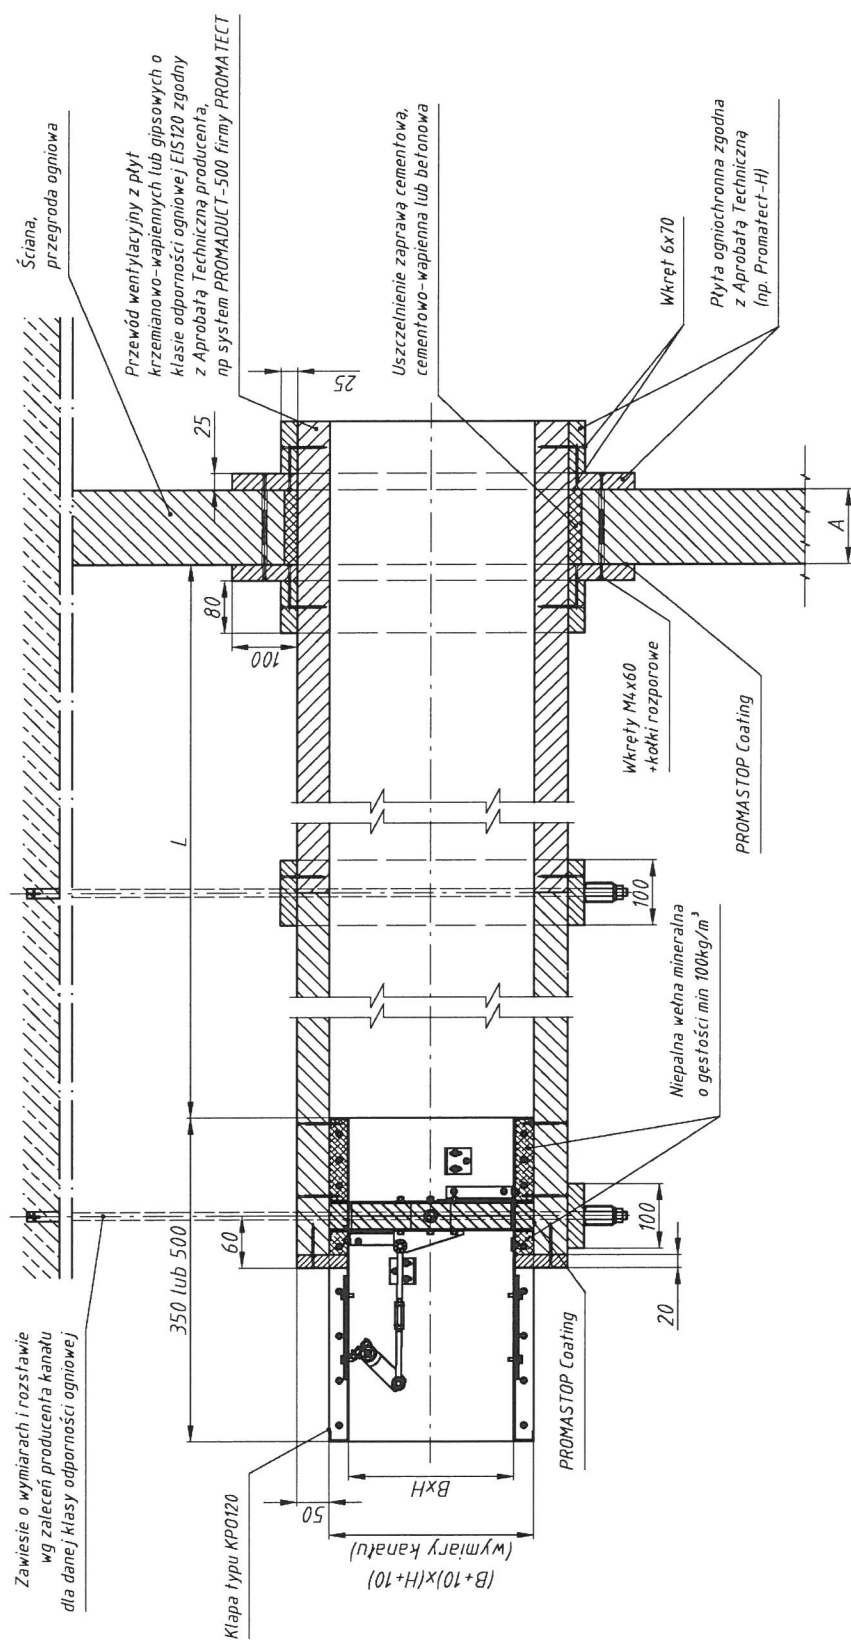 Zawiesie o wymiarach i rozstawie
wg zaleceń producenta kanału
dla danej klasy odporności ogniowej
Ściana,
przegroda ogniowa
Przewód wentylacyjny z płyt
krzemianowo-wapiennych lub gipsowych o
klasie odporności ogniowej EIS120 zgodny
z Aprobatą Techniczną producenta,
np system PROMADUCT-500 firmy PROMATECT
Klapa typu KPO120
350 lub 500
L
60
50
100
80
25
25
BxH
(wymiary kanału)
(B+10)x(H+10)
Uszczelnienie zaprawą cementową,
cementowo-wapienna lub betonowa
20
100
100
A
PROMASTOP Coating
Niepalna wełna mineralna
o gęstości min 100kg/m³
Wkręty M4x60
+kołki rozporowe
PROMASTOP Coating
Wkręt 6x70
Płyta ogniochronna zgodna
z Aprobatą Techniczną
(np. Promatect-H)